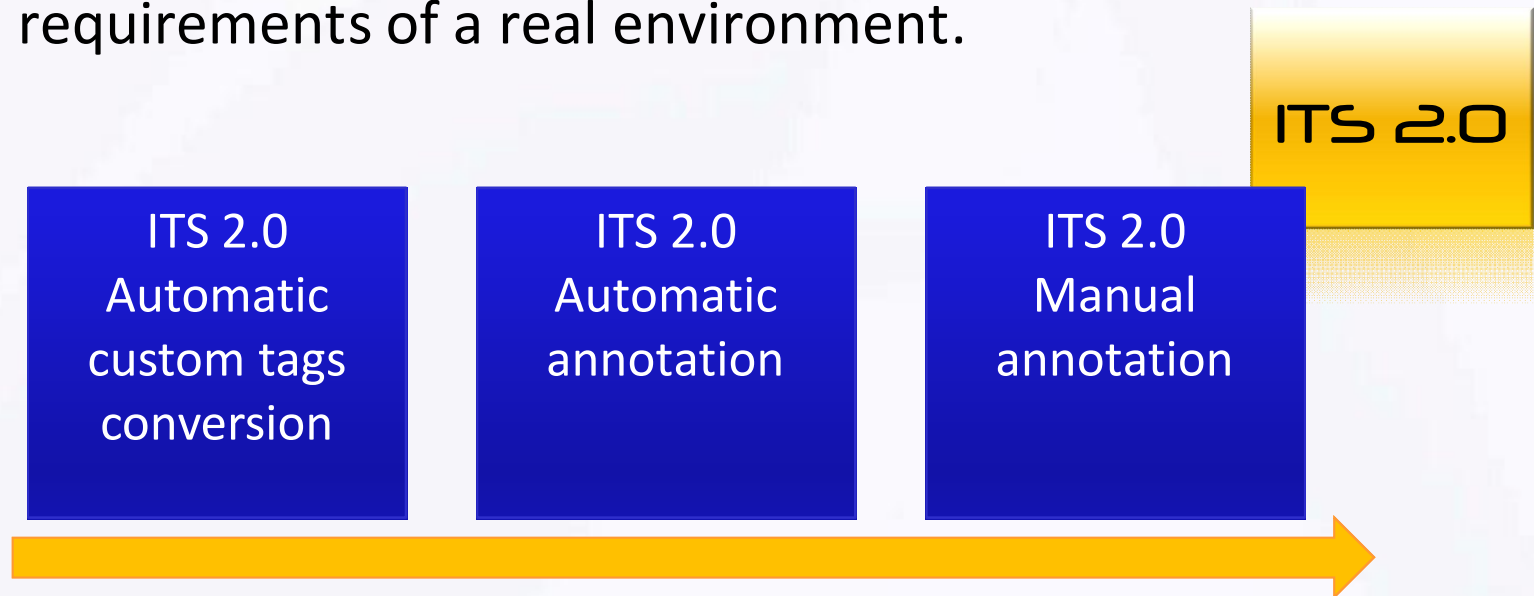 requirements of a real environment.
ITS 2.0
ITS 2.0
Automatic
custom tags
conversion
ITS 2.0
Automatic
annotation
ITS 2.0
Manual
annotation